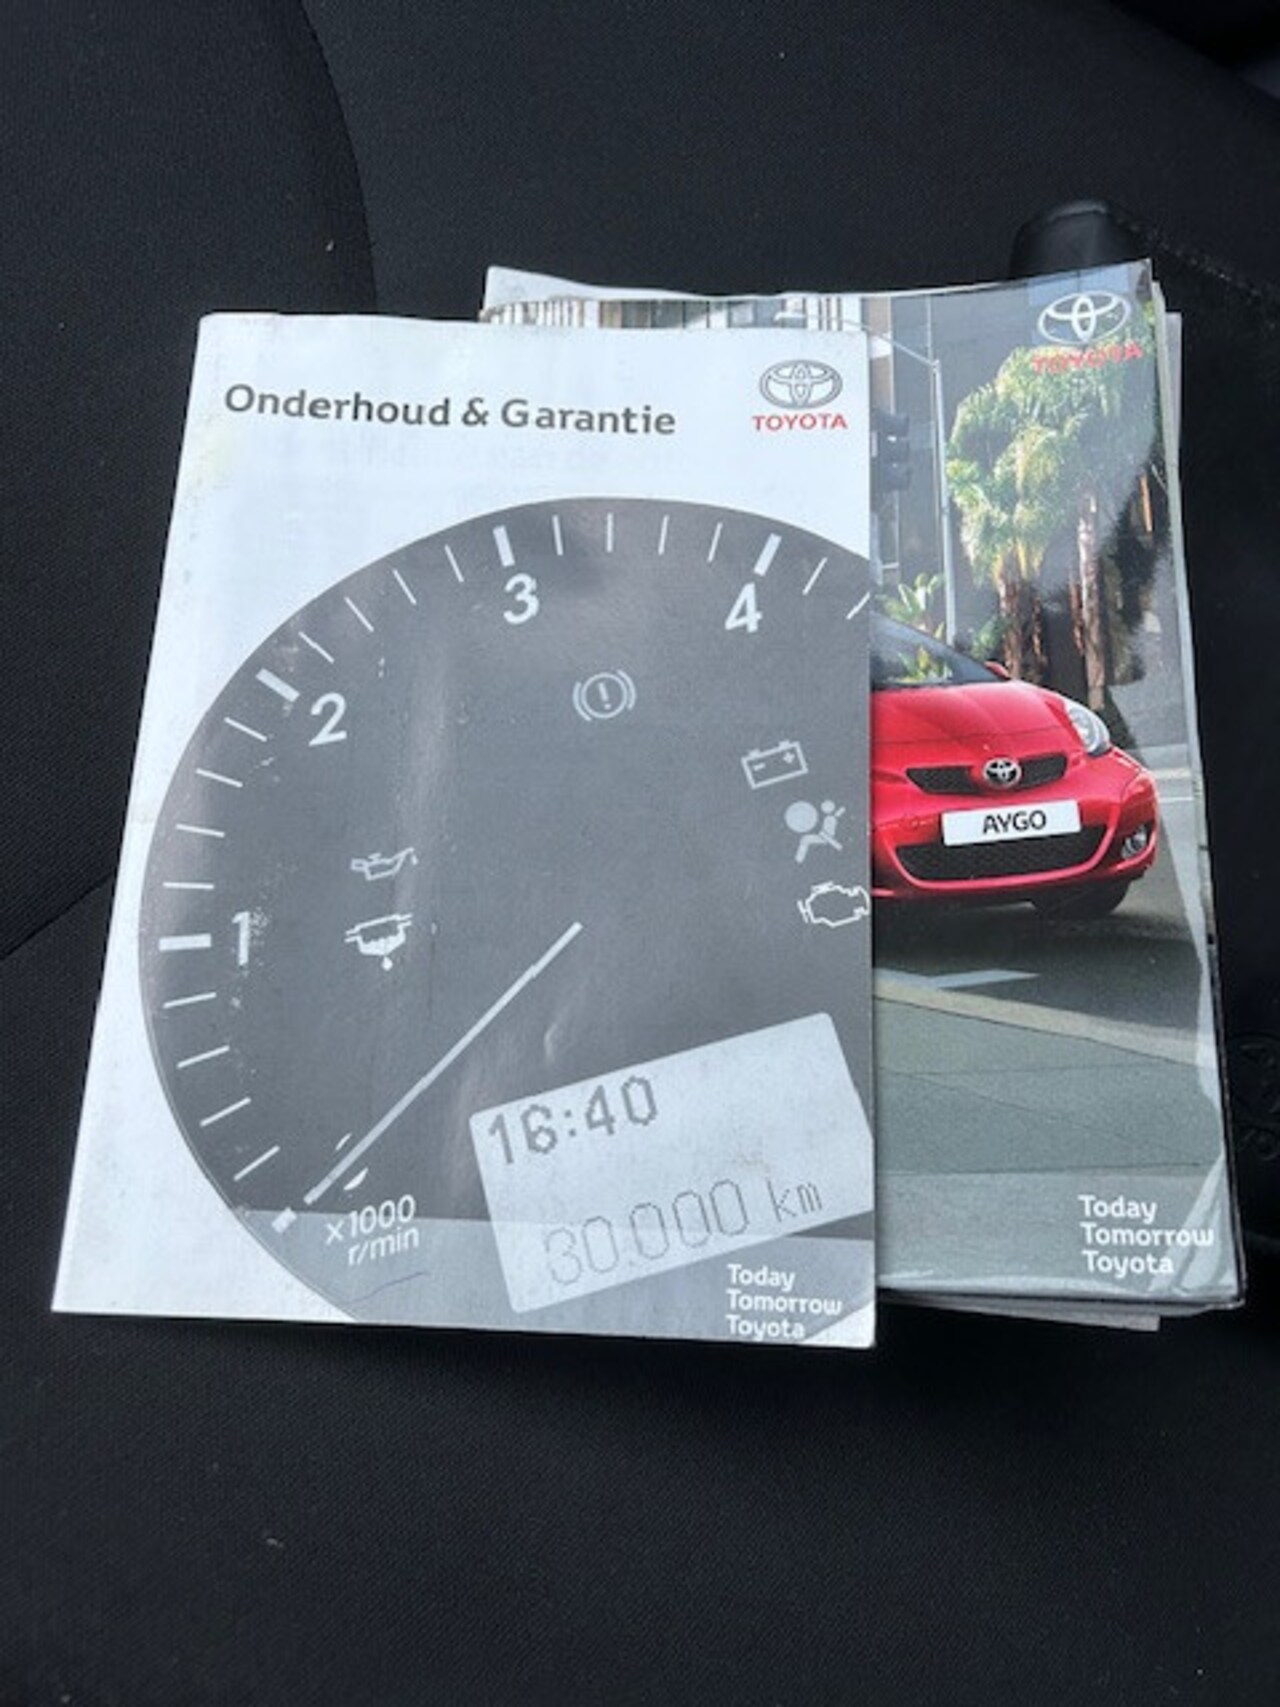 Onderhoud & Garantie
TOYOTA
3
4
2
1
16:40
30.000 km
x1000
r/min
Today
Tomorrow
Toyota
TOYOTA
AYGO
Today
Tomorrow
Toyota